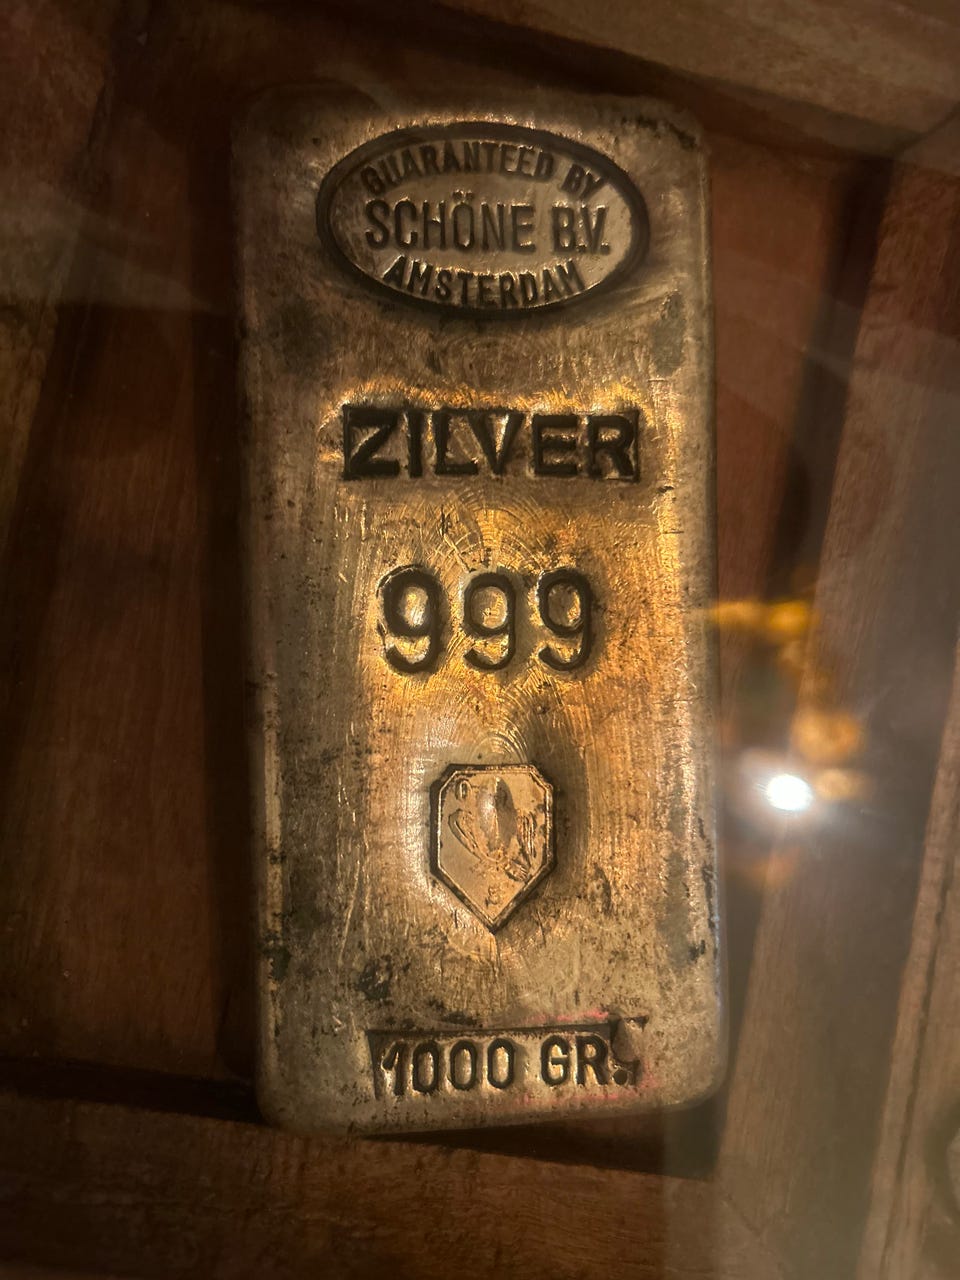 GUARANTEED BY
SCHÖNE B.V.
AMSTERDAM
ZILVER
999
1000 GR.